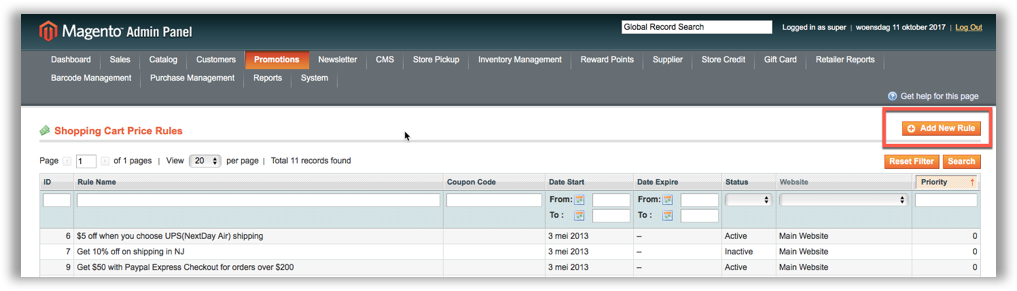 Magento Admin Panel
Global Record Search
Logged in as super | woensdag 11 oktober 2017 | Log Out
Dashboard Sales Catalog Customers Promotions Newsletter CMS Store Pickup Inventory Management Reward Points Supplier Store Credit Gift Card Retailer Reports
Barcode Management Purchase Management Reports System
Get help for this page
Shopping Cart Price Rules
Add New Rule
Page 1 of 1 pages | View 20 per page | Total 11 records found
Reset Filter Search
ID Rule Name Coupon Code Date Start Date Expire Status Website Priority ↑
From: From:
To : To :
6 $5 off when you choose UPS(NextDay Air) shipping 3 mei 2013 -- Active Main Website 0
7 Get 10% off on shipping in NJ 3 mei 2013 -- Inactive Main Website 0
9 Get $50 with Paypal Express Checkout for orders over $200 3 mei 2013 -- Active Main Website 0